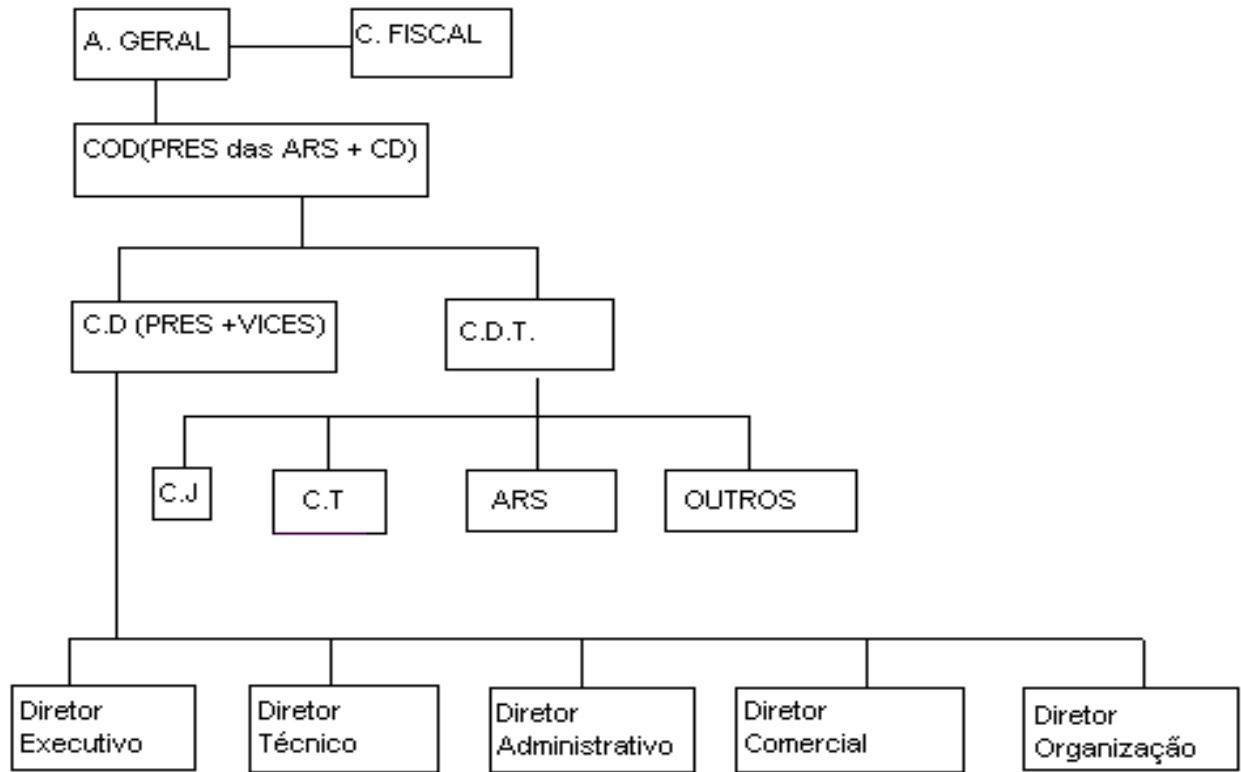 A. GERAL
C. FISCAL
COD(PRES das ARS + CD)
C.D (PRES +VICES)
C.D.T.
C.J
C.T
ARS
OUTROS
Diretor
Executivo
Diretor
Técnico
Diretor
Administrativo
Diretor
Comercial
Diretor
Organização